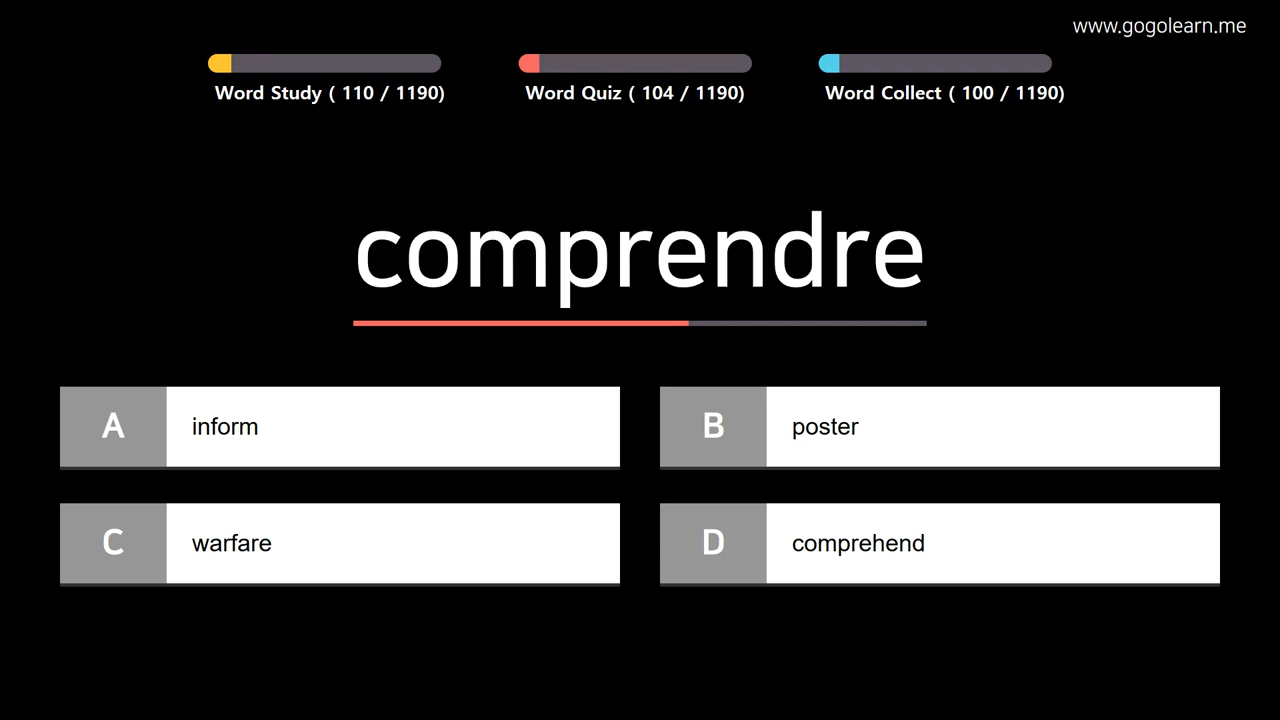 www.gogolearn.me
Word Study ( 110 / 1190)
Word Quiz ( 104 / 1190)
Word Collect ( 100 / 1190)
comprendre
A inform
B poster
C warfare
D comprehend